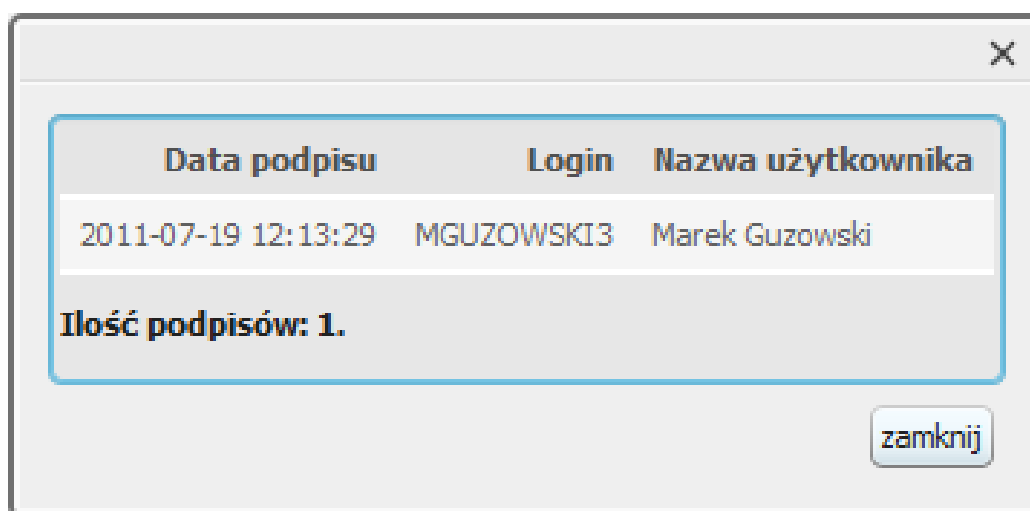 Data podpisu Login Nazwa użytkownika
2011-07-19 12:13:29 MGUZOWSKI3 Marek Guzowski
Ilość podpisów: 1.
zamknij